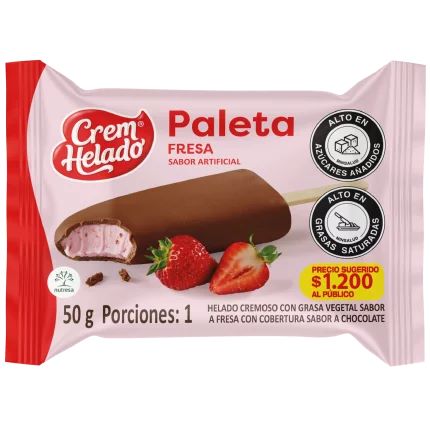 Crem
Helado®
Paleta
FRESA
SABOR ARTIFICIAL
ALTO EN
AZÚCARES AÑADIDOS
MINSALUD
ALTO EN
GRASAS SATURADAS
MINSALUD
PRECIO SUGERIDO
$1.200
AL PÚBLICO
nutresa
50 g Porciones: 1
HELADO CREMOSO CON GRASA VEGETAL SABOR
A FRESA CON COBERTURA SABOR A CHOCOLATE